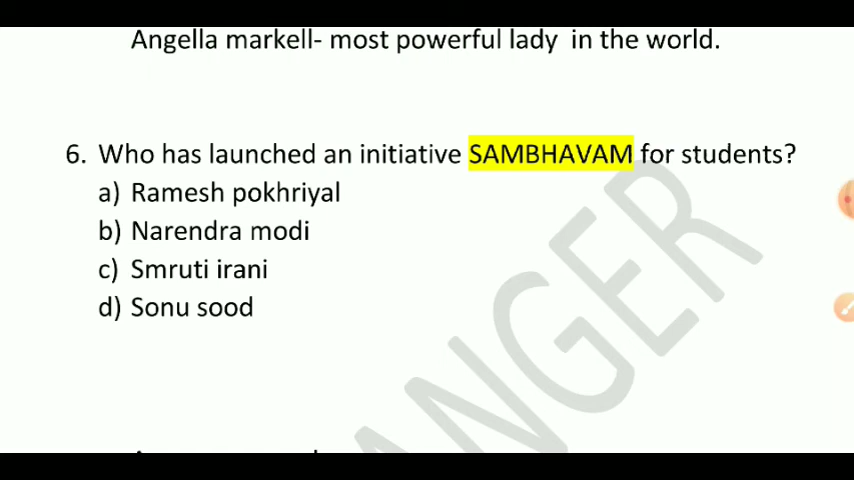 Angella markell- most powerful lady in the world.
6. Who has launched an initiative SAMBHAVAM for students?
a) Ramesh pokhriyal
b) Narendra modi
c) Smruti irani
d) Sonu sood
ANGER